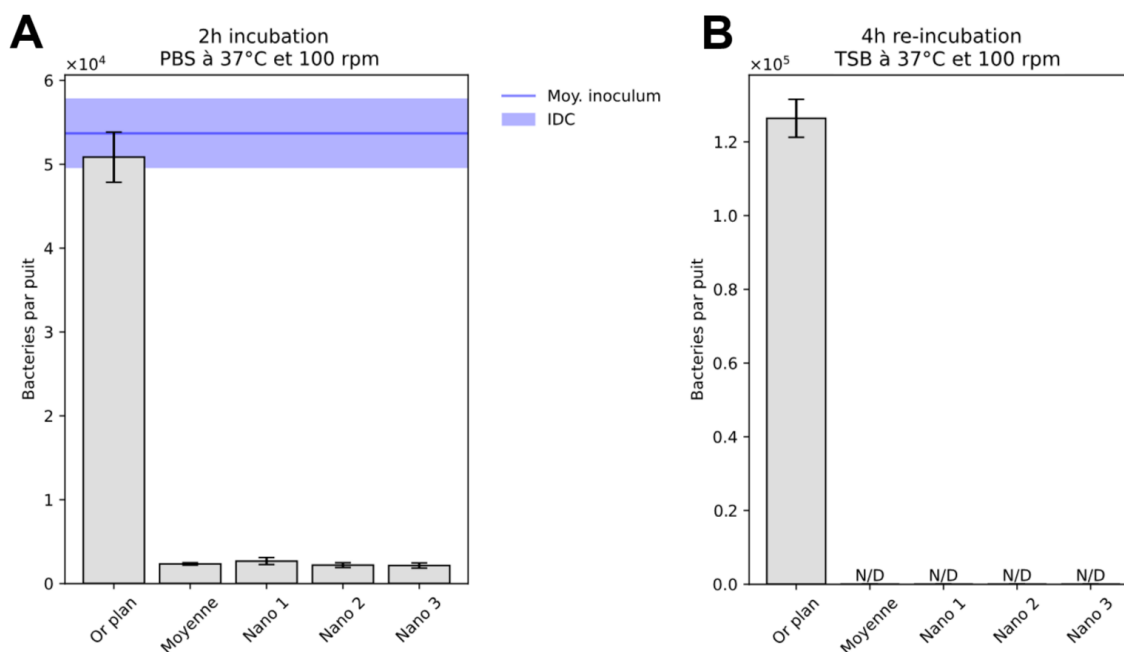 A
2h incubation
PBS à 37°C et 100 rpm
×10⁴
6
5
4
3
2
1
0
Bacteries par puit
Or plan
Moyenne
Nano 1
Nano 2
Nano 3
Moy. inoculum
IDC
B
4h re-incubation
TSB à 37°C et 100 rpm
×10⁵
1.2
1.0
0.8
0.6
0.4
0.2
0.0
Bacteries par puit
N/D
N/D
N/D
N/D
Or plan
Moyenne
Nano 1
Nano 2
Nano 3